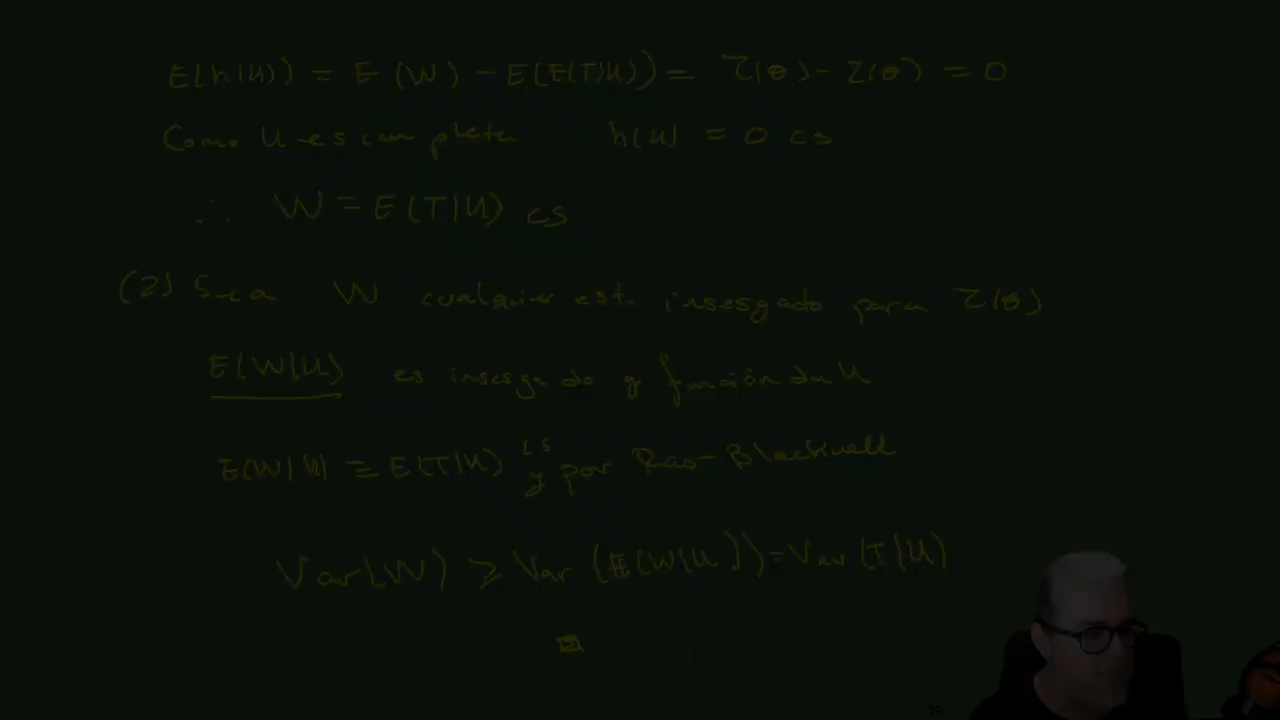 E(h(U)) = E(W) - E(E(T|U)) = τ(θ) - τ(θ) = 0
Como U es completa h(U) = 0 cs
∴ W = E(T|U) cs
(2) Sea W cualquier est. insesgado para τ(θ)
E(W|U) es insesgado y función de U
E(W|U) = E(T|U) cs y por Rao-Blackwell
Var(W) ≥ Var(E(W|U)) = Var(T|U)